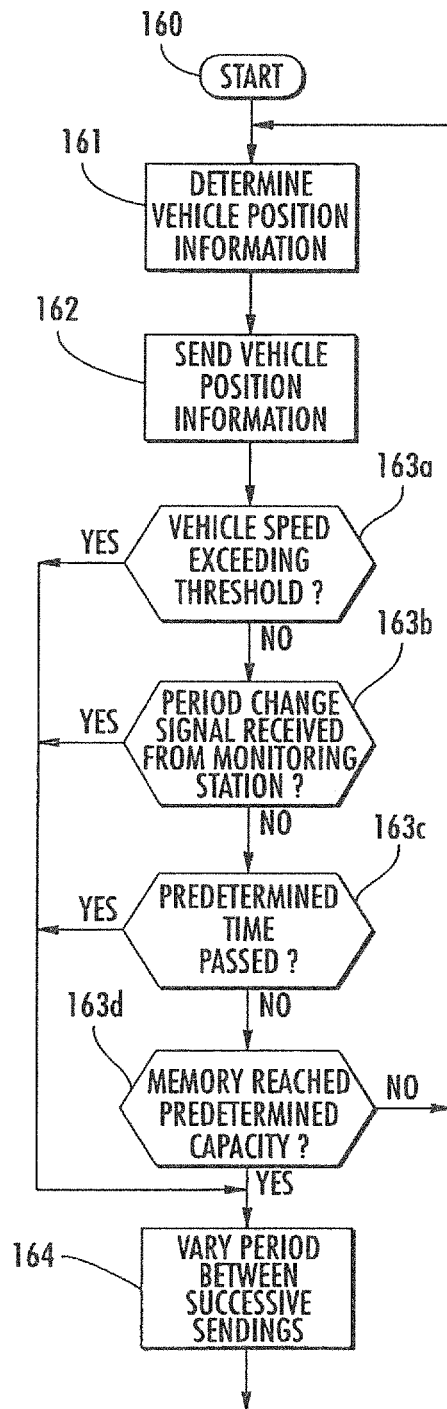 160
START
161
DETERMINE
VEHICLE POSITION
INFORMATION
162
SEND VEHICLE
POSITION
INFORMATION
163a
VEHICLE SPEED
EXCEEDING
THRESHOLD ?
YES
NO
163b
PERIOD CHANGE
SIGNAL RECEIVED
FROM MONITORING
STATION ?
YES
NO
163c
PREDETERMINED
TIME
PASSED ?
YES
NO
163d
MEMORY REACHED
PREDETERMINED
CAPACITY ?
NO
YES
164
VARY PERIOD
BETWEEN
SUCCESSIVE
SENDINGS